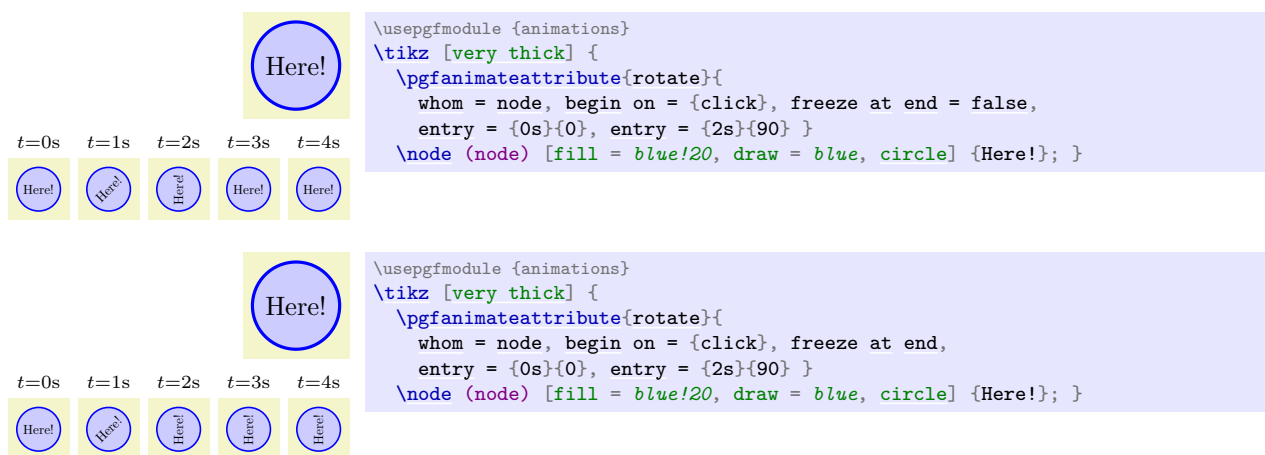 Here!
t=0s t=1s t=2s t=3s t=4s
Here! Here! Here! Here! Here!
\usepgfmodule {animations}
\tikz [very thick] {
  \pgfanimateattribute{rotate}{
    whom = node, begin on = {click}, freeze at end = false,
    entry = {0s}{0}, entry = {2s}{90} }
  \node (node) [fill = blue!20, draw = blue, circle] {Here!}; }
Here!
t=0s t=1s t=2s t=3s t=4s
Here! Here! Here! Here! Here!
\usepgfmodule {animations}
\tikz [very thick] {
  \pgfanimateattribute{rotate}{
    whom = node, begin on = {click}, freeze at end,
    entry = {0s}{0}, entry = {2s}{90} }
  \node (node) [fill = blue!20, draw = blue, circle] {Here!}; }